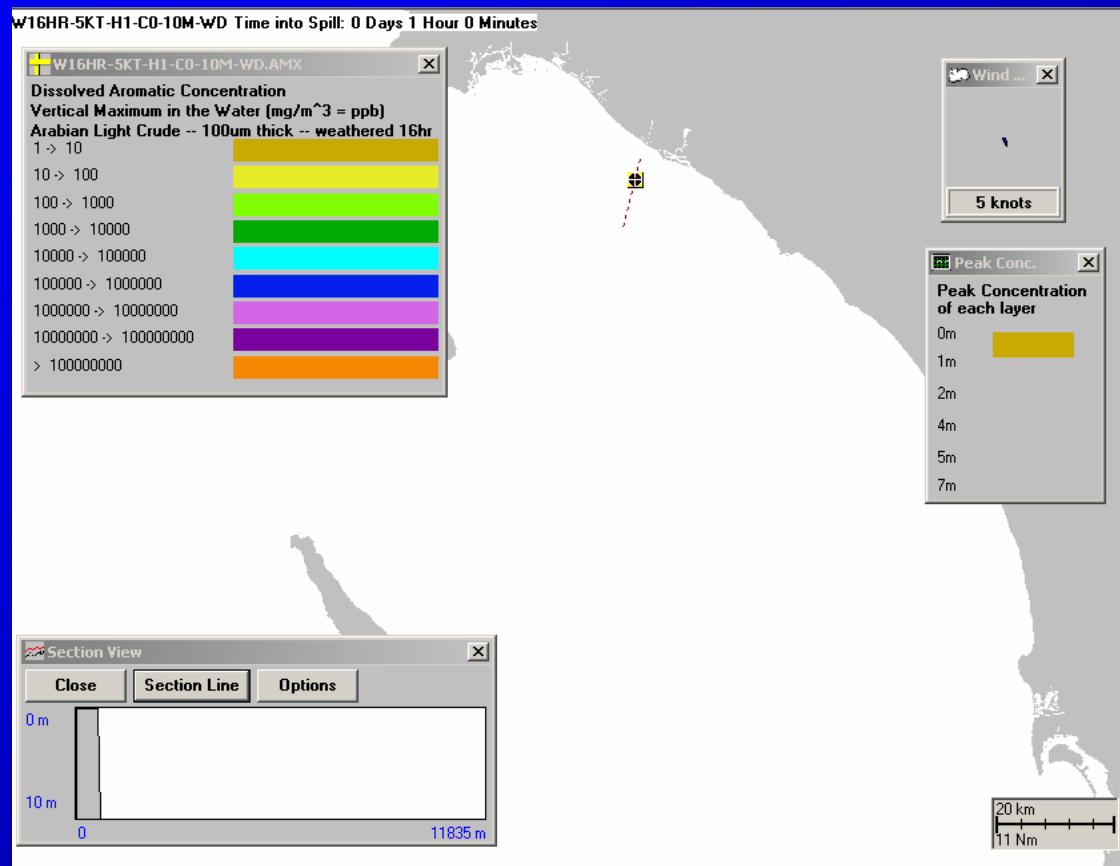 W16HR-5KT-H1-C0-10M-WD Time into Spill: 0 Days 1 Hour 0 Minutes
W16HR-5KT-H1-C0-10M-WD.AMX
Dissolved Aromatic Concentration
Vertical Maximum in the Water (mg/m^3 = ppb)
Arabian Light Crude -- 100um thick -- weathered 16hr
1 -> 10
10 -> 100
100 -> 1000
1000 -> 10000
10000 -> 100000
100000 -> 1000000
1000000 -> 10000000
10000000 -> 100000000
> 100000000
Wind ...
5 knots
Peak Conc.
Peak Concentration
of each layer
0m
1m
2m
4m
5m
7m
Section View
Close Section Line Options
0 m
10 m
0 11835 m
20 km
11 Nm